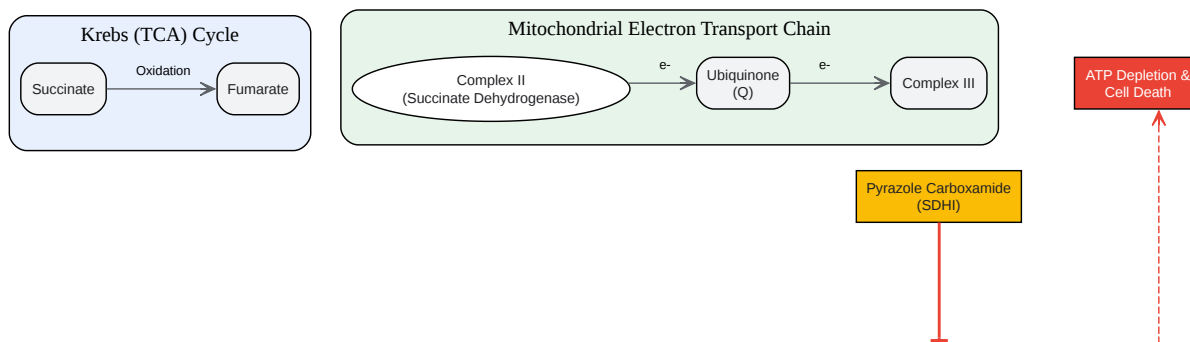 Krebs (TCA) Cycle
Succinate
Oxidation
Fumarate
Mitochondrial Electron Transport Chain
Complex II
(Succinate Dehydrogenase)
e-
Ubiquinone
(Q)
e-
Complex III
ATP Depletion &
Cell Death
Pyrazole Carboxamide
(SDHI)